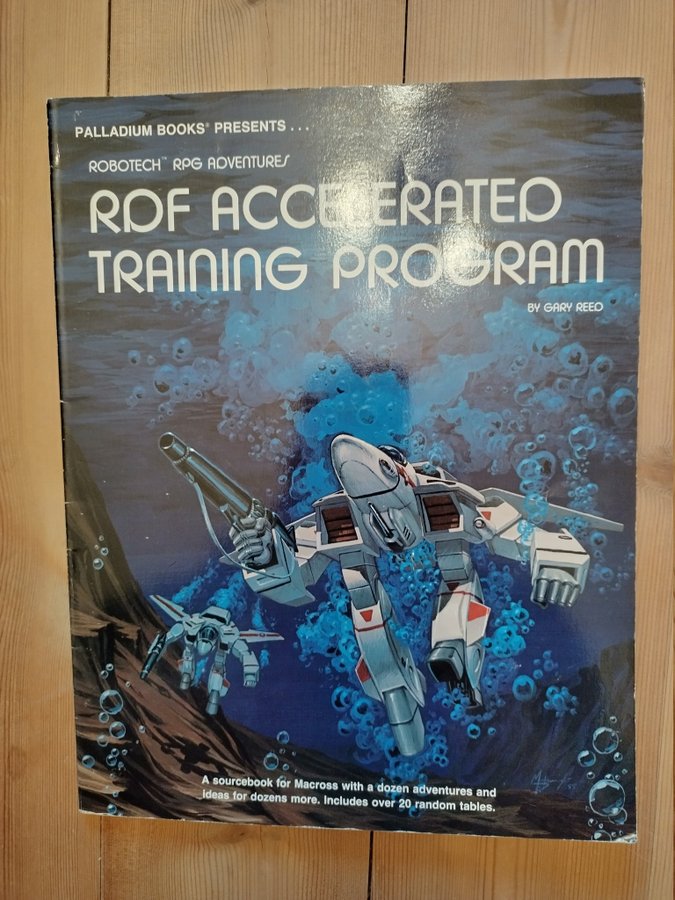 PALLADIUM BOOKS® PRESENTS . . .
ROBOTECH™ RPG ADVENTURES
RDF ACCELERATED
TRAINING PROGRAM
BY GARY REED
A sourcebook for Macross with a dozen adventures and
ideas for dozens more. Includes over 20 random tables.